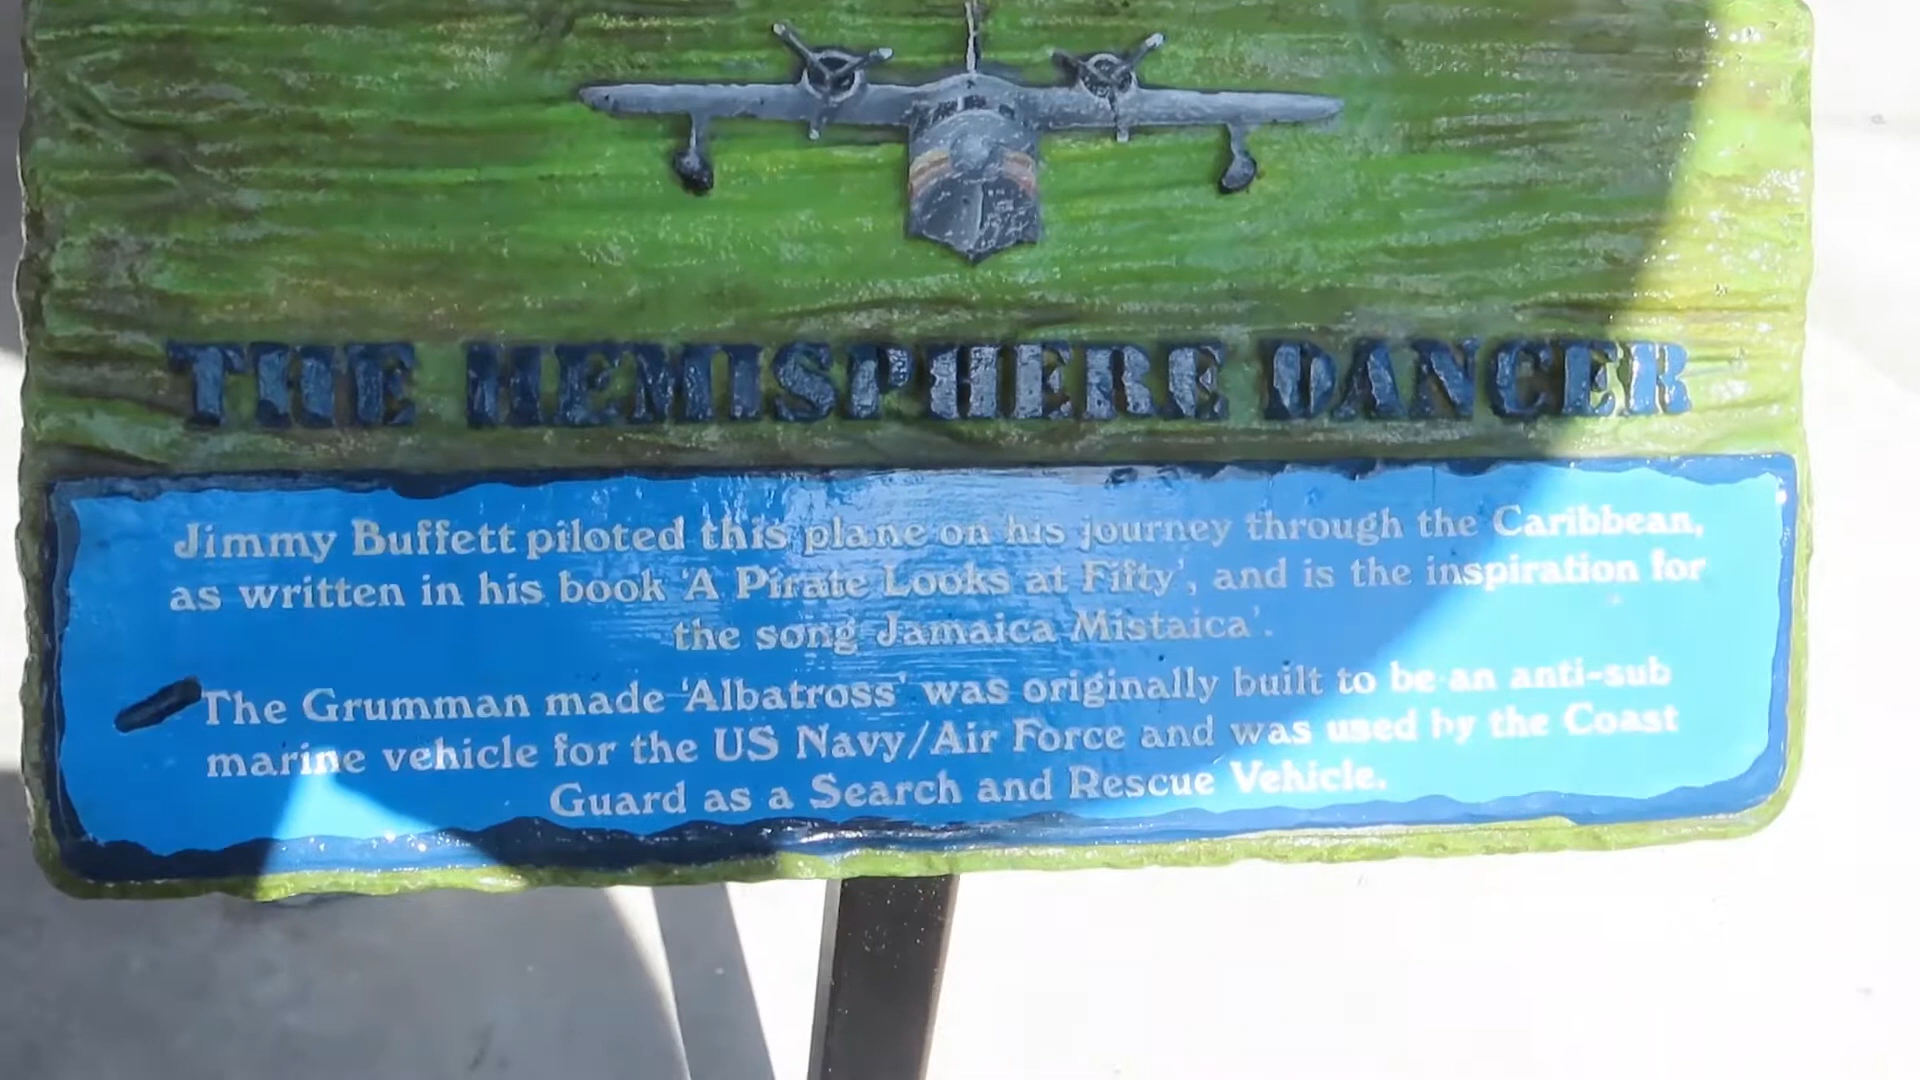 THE HEMISPHERE DANCER
Jimmy Buffett piloted this plane on his journey through the Caribbean,
as written in his book 'A Pirate Looks at Fifty', and is the inspiration for
the song Jamaica Mistaica'.
The Grumman made 'Albatross' was originally built to be an anti-sub
marine vehicle for the US Navy/Air Force and was used by the Coast
Guard as a Search and Rescue Vehicle.